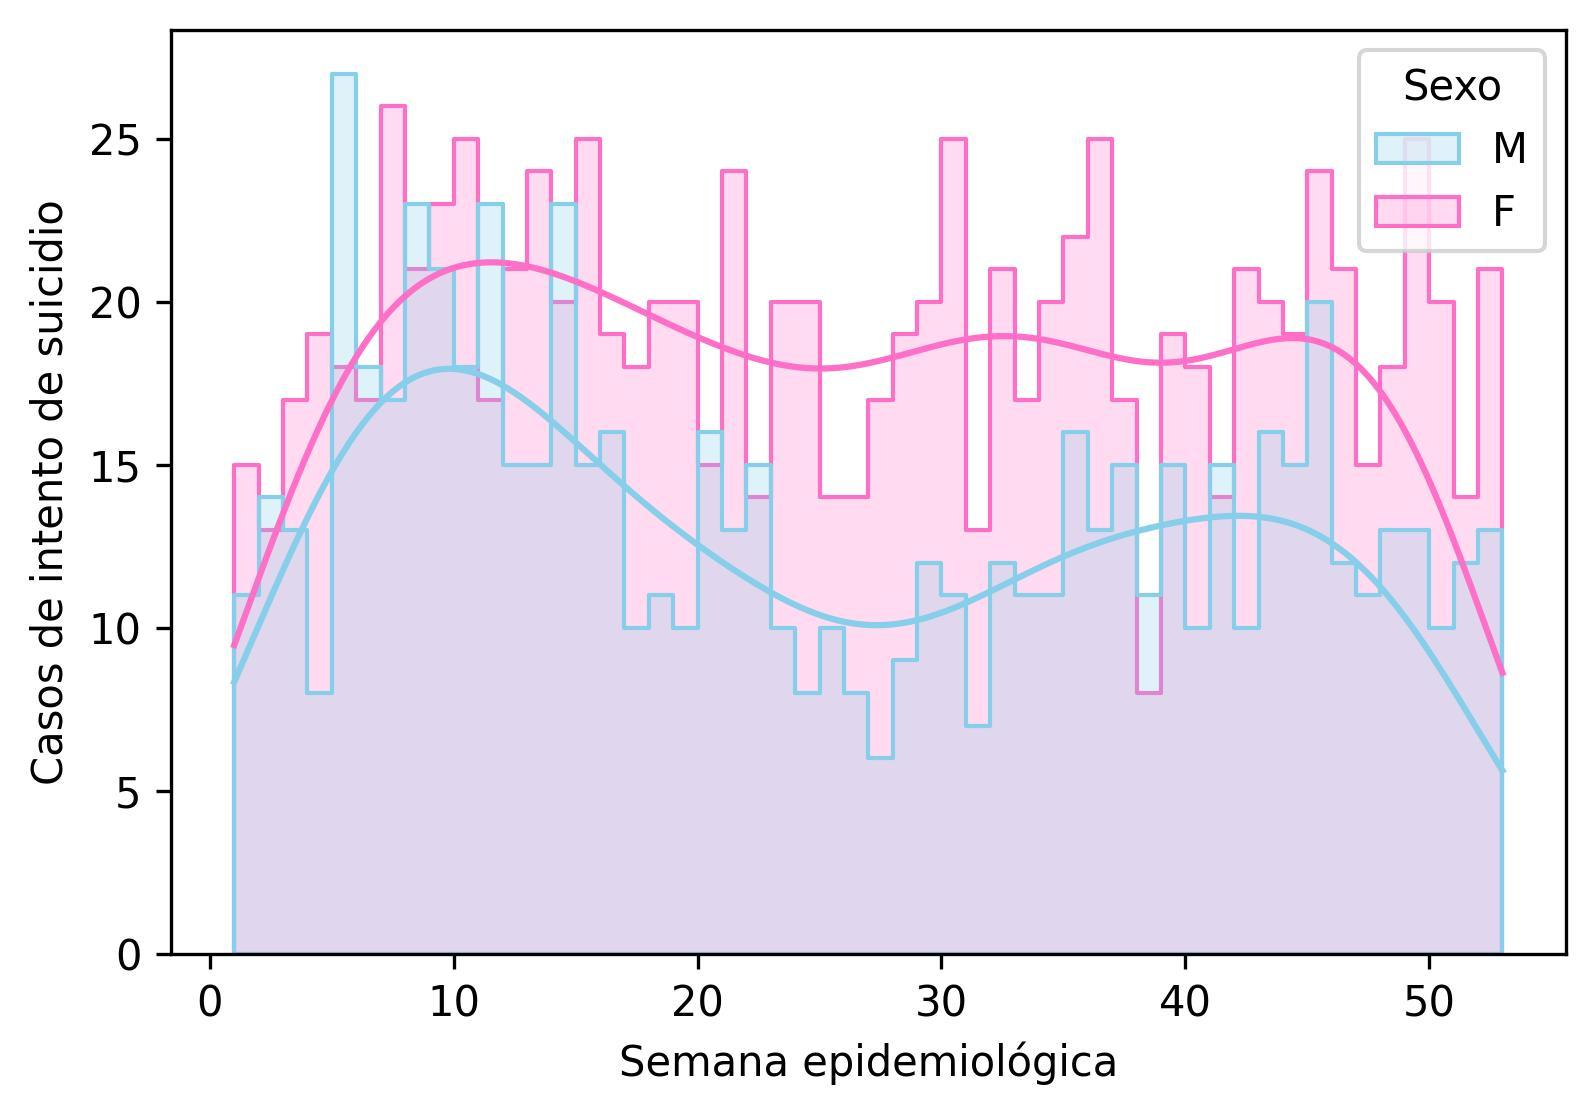 Sexo
M
F
25
20
15
10
5
0
Casos de intento de suicidio
0 10 20 30 40 50
Semana epidemiológica